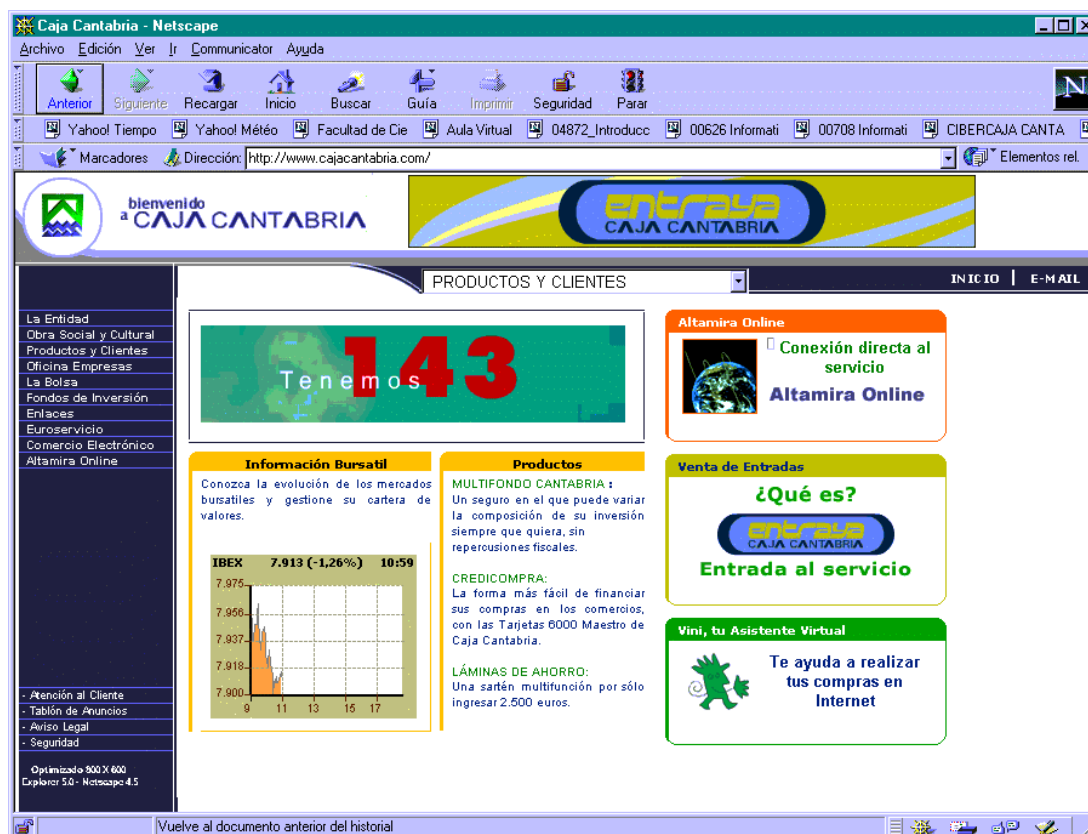 Caja Cantabria - Netscape
Archivo Edición Ver Ir Communicator Ayuda
Anterior Siguiente Recargar Inicio Buscar Guía Imprimir Seguridad Parar
Yahoo! Tiempo Yahoo! Météo Facultad de Cie Aula Virtual 04872_Introducc 00626 Informati 00708 Informati CIBERCAJA CANTA
Marcadores Dirección: http://www.cajacantabria.com/ Elementos rel.
bienvenido
a CAJA CANTABRIA
entraya
CAJA CANTABRIA
PRODUCTOS Y CLIENTES
INICIO | E-MAIL
La Entidad
Obra Social y Cultural
Productos y Clientes
Oficina Empresas
La Bolsa
Fondos de Inversión
Enlaces
Euroservicio
Comercio Electrónico
Altamira Online
- Atención al Cliente
- Tablón de Anuncios
- Aviso Legal
- Seguridad
Optimizado 800 X 600
Explorer 5.0 - Netscape 4.5
Tenemos 143
Información Bursatil
Conozca la evolución de los mercados
bursatiles y gestione su cartera de
valores.
IBEX 7.913 (-1,26%) 10:59
7.975
7.956
7.937
7.918
7.900
9 11 13 15 17
Productos
MULTIFONDO CANTABRIA :
Un seguro en el que puede variar
la composición de su inversión
siempre que quiera, sin
repercusiones fiscales.
CREDICOMPRA:
La forma más fácil de financiar
sus compras en los comercios,
con las Tarjetas 6000 Maestro de
Caja Cantabria.
LÁMINAS DE AHORRO:
Una sartén multifunción por sólo
ingresar 2.500 euros.
Altamira Online
Conexión directa al
servicio
Altamira Online
Venta de Entradas
¿Qué es?
entraya
CAJA CANTABRIA
Entrada al servicio
Vini, tu Asistente Virtual
Te ayuda a realizar
tus compras en
Internet
Vuelve al documento anterior del historial